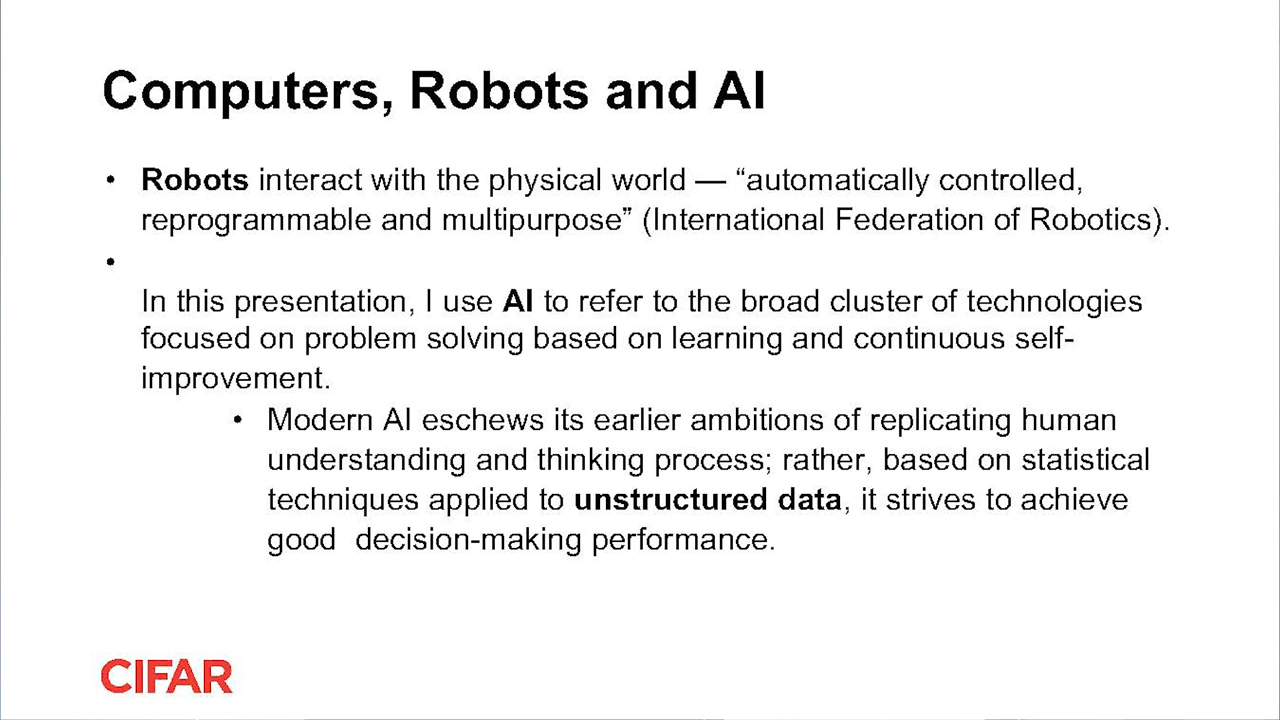 Computers, Robots and AI
• Robots interact with the physical world — “automatically controlled,
reprogrammable and multipurpose” (International Federation of Robotics).
•
In this presentation, I use AI to refer to the broad cluster of technologies
focused on problem solving based on learning and continuous self-
improvement.
• Modern AI eschews its earlier ambitions of replicating human
understanding and thinking process; rather, based on statistical
techniques applied to unstructured data, it strives to achieve
good  decision-making performance.
CIFAR